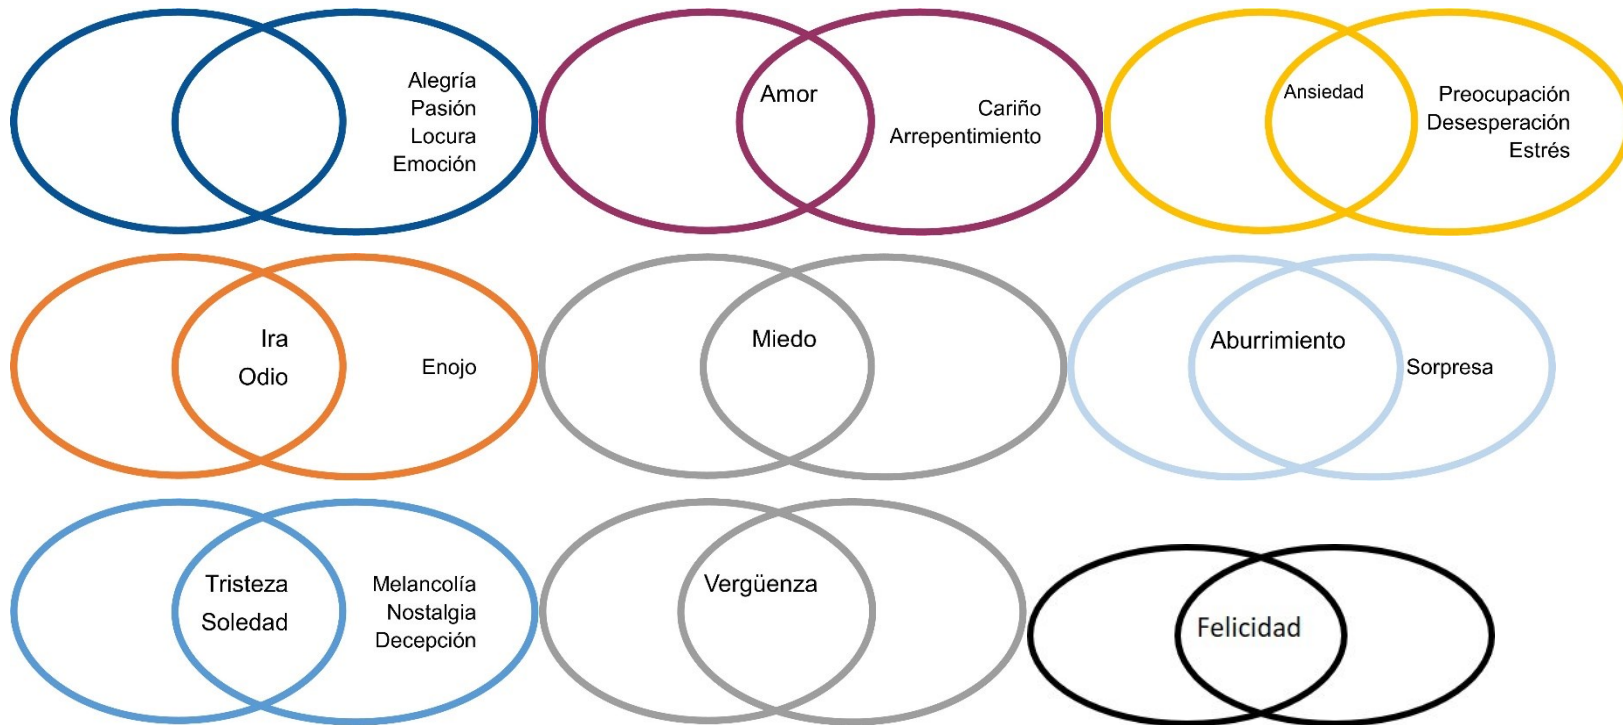 Alegría
Pasión
Locura
Emoción
Amor
Cariño
Arrepentimiento
Ansiedad
Preocupación
Desesperación
Estrés
Ira
Odio
Enojo
Miedo
Aburrimiento
Sorpresa
Tristeza
Soledad
Melancolía
Nostalgia
Decepción
Vergüenza
Felicidad